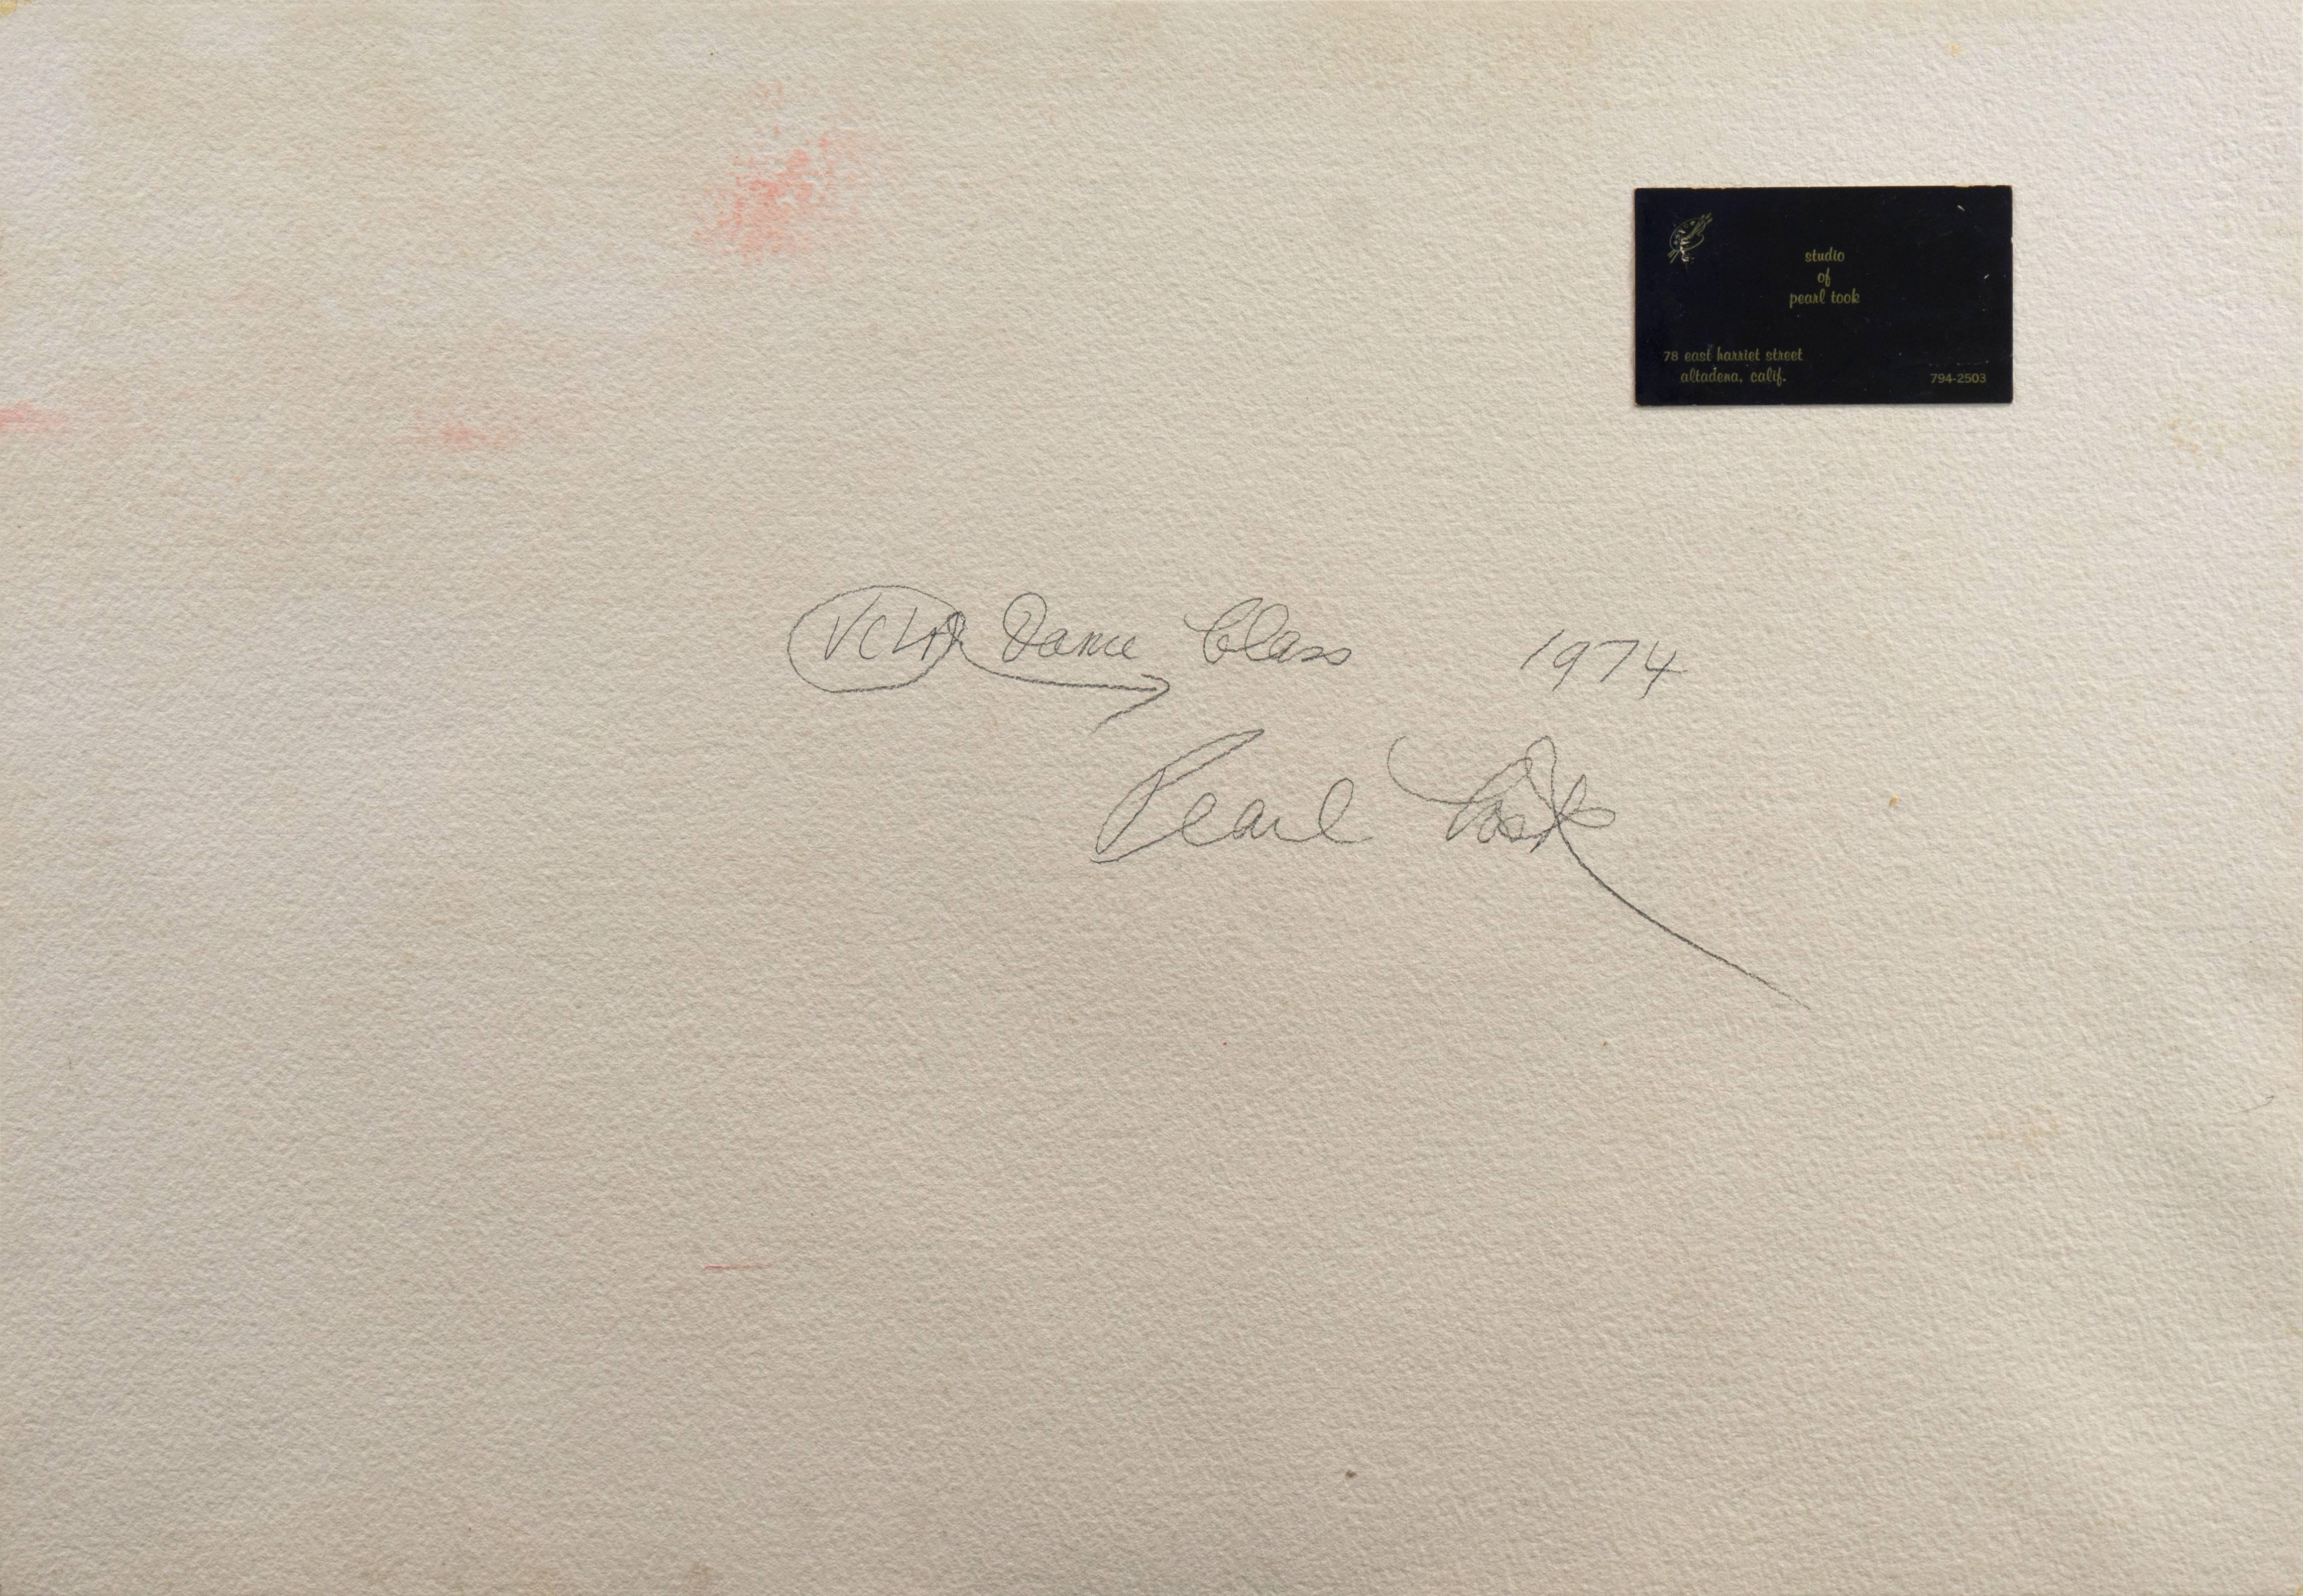 studio
of
pearl took
78 east harriet street
altadena, calif.
794-2503
UCLA Dance Class 1974
Pearl Took